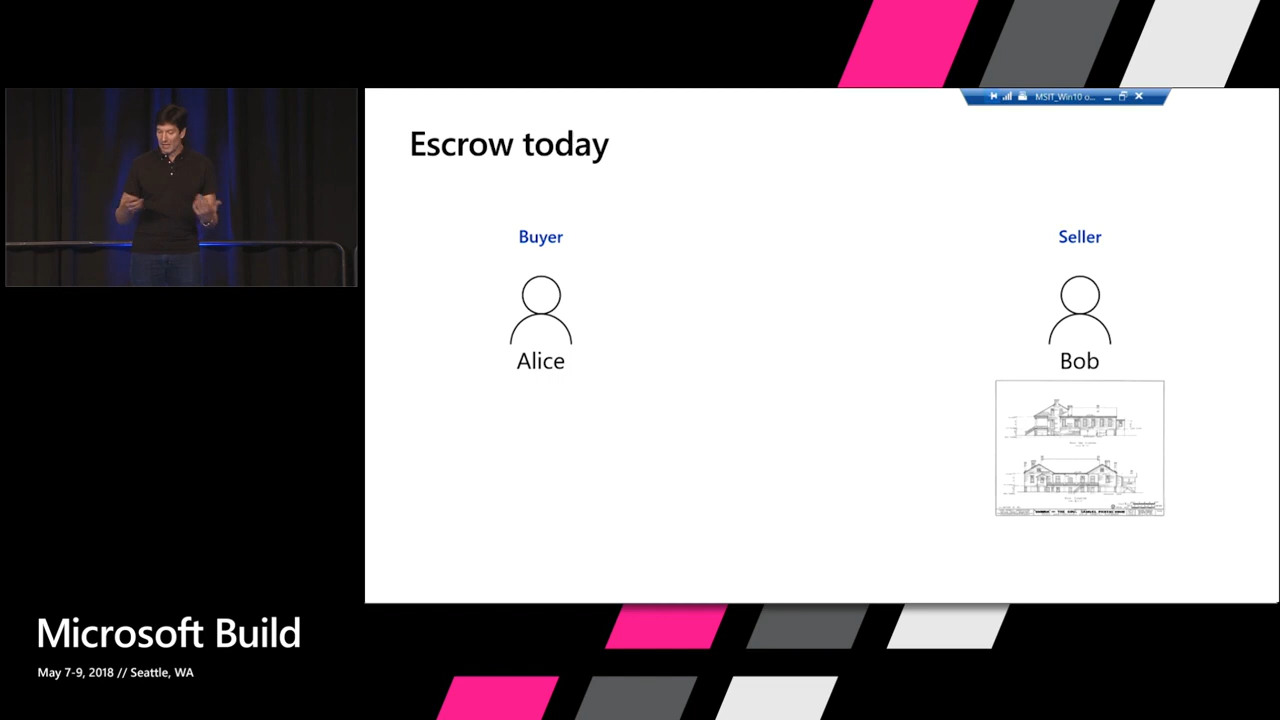 MSIT_Win10 o...
Escrow today
Buyer
Seller
Alice
Bob
Microsoft Build
May 7-9, 2018 // Seattle, WA